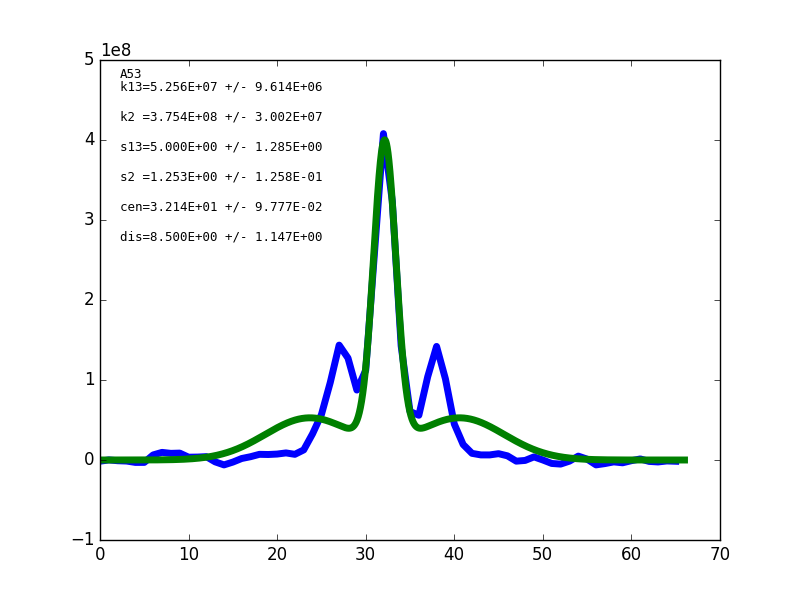 1e8
5
4
3
2
1
0
−1
A53
k13=5.256E+07 +/- 9.614E+06
k2 =3.754E+08 +/- 3.002E+07
s13=5.000E+00 +/- 1.285E+00
s2 =1.253E+00 +/- 1.258E-01
cen=3.214E+01 +/- 9.777E-02
dis=8.500E+00 +/- 1.147E+00
0 10 20 30 40 50 60 70